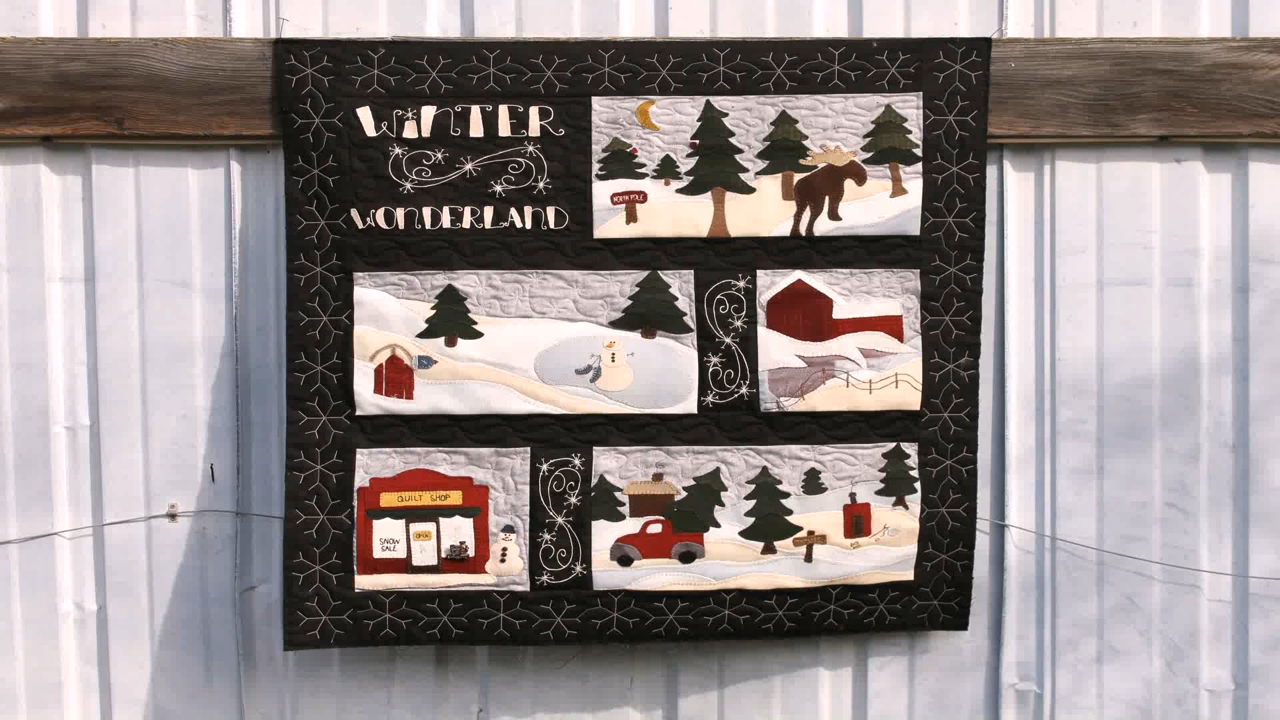 WiNTER
WONDERLAND
NORTH POLE
QUILT SHOP
SNOW
SALE
OPEN